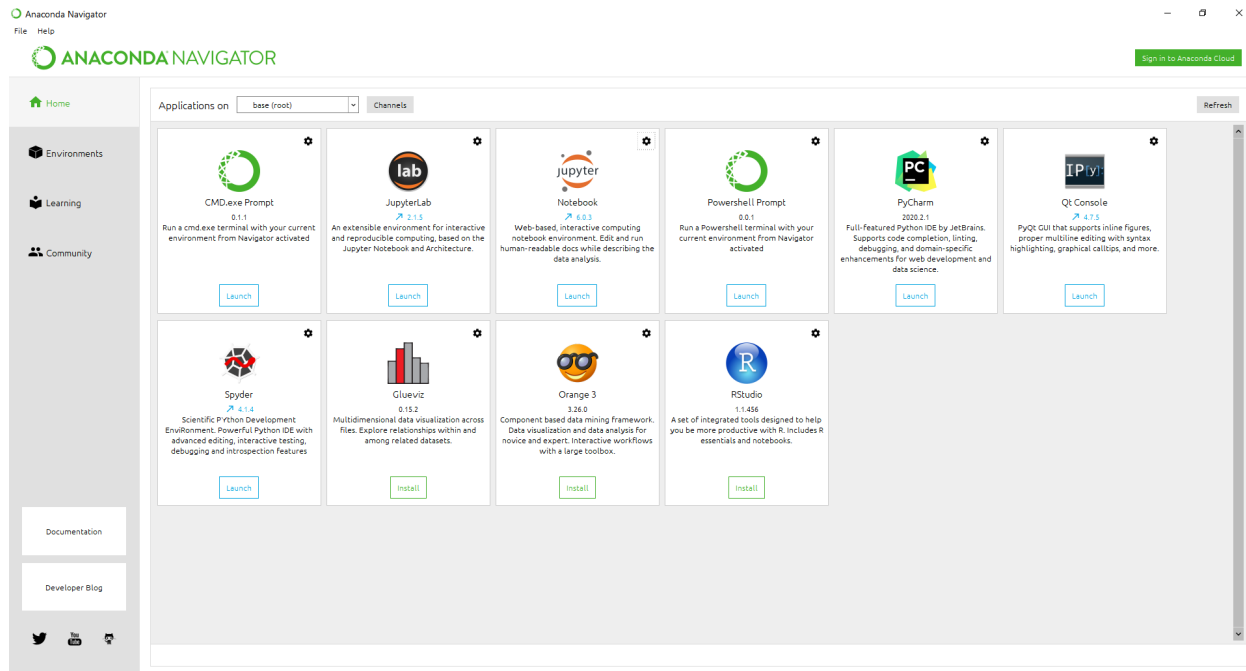 Anaconda Navigator
File Help
ANACONDA NAVIGATOR
Sign in to Anaconda Cloud
Home
Environments
Learning
Community
Documentation
Developer Blog
You
Tube
Applications on base (root) Channels Refresh
CMD.exe Prompt
0.1.1
Run a cmd.exe terminal with your current
environment from Navigator activated
Launch
lab
JupyterLab
2.1.5
An extensible environment for interactive
and reproducible computing, based on the
Jupyter Notebook and Architecture.
Launch
jupyter
Notebook
6.0.3
Web-based, interactive computing
notebook environment. Edit and run
human-readable docs while describing the
data analysis.
Launch
Powershell Prompt
0.0.1
Run a Powershell terminal with your
current environment from Navigator
activated
Launch
PC
PyCharm
2020.2.1
Full-featured Python IDE by JetBrains.
Supports code completion, linting,
debugging, and domain-specific
enhancements for web development and
data science.
Launch
IP[y]:
Qt Console
4.7.5
PyQt GUI that supports inline figures,
proper multiline editing with syntax
highlighting, graphical calltips, and more.
Launch
Spyder
4.1.4
Scientific PYthon Development
EnviRonment. Powerful Python IDE with
advanced editing, interactive testing,
debugging and introspection features
Launch
Glueviz
0.15.2
Multidimensional data visualization across
files. Explore relationships within and
among related datasets.
Install
Orange 3
3.26.0
Component based data mining framework.
Data visualization and data analysis for
novice and expert. Interactive workflows
with a large toolbox.
Install
R
RStudio
1.1.456
A set of integrated tools designed to help
you be more productive with R. Includes R
essentials and notebooks.
Install